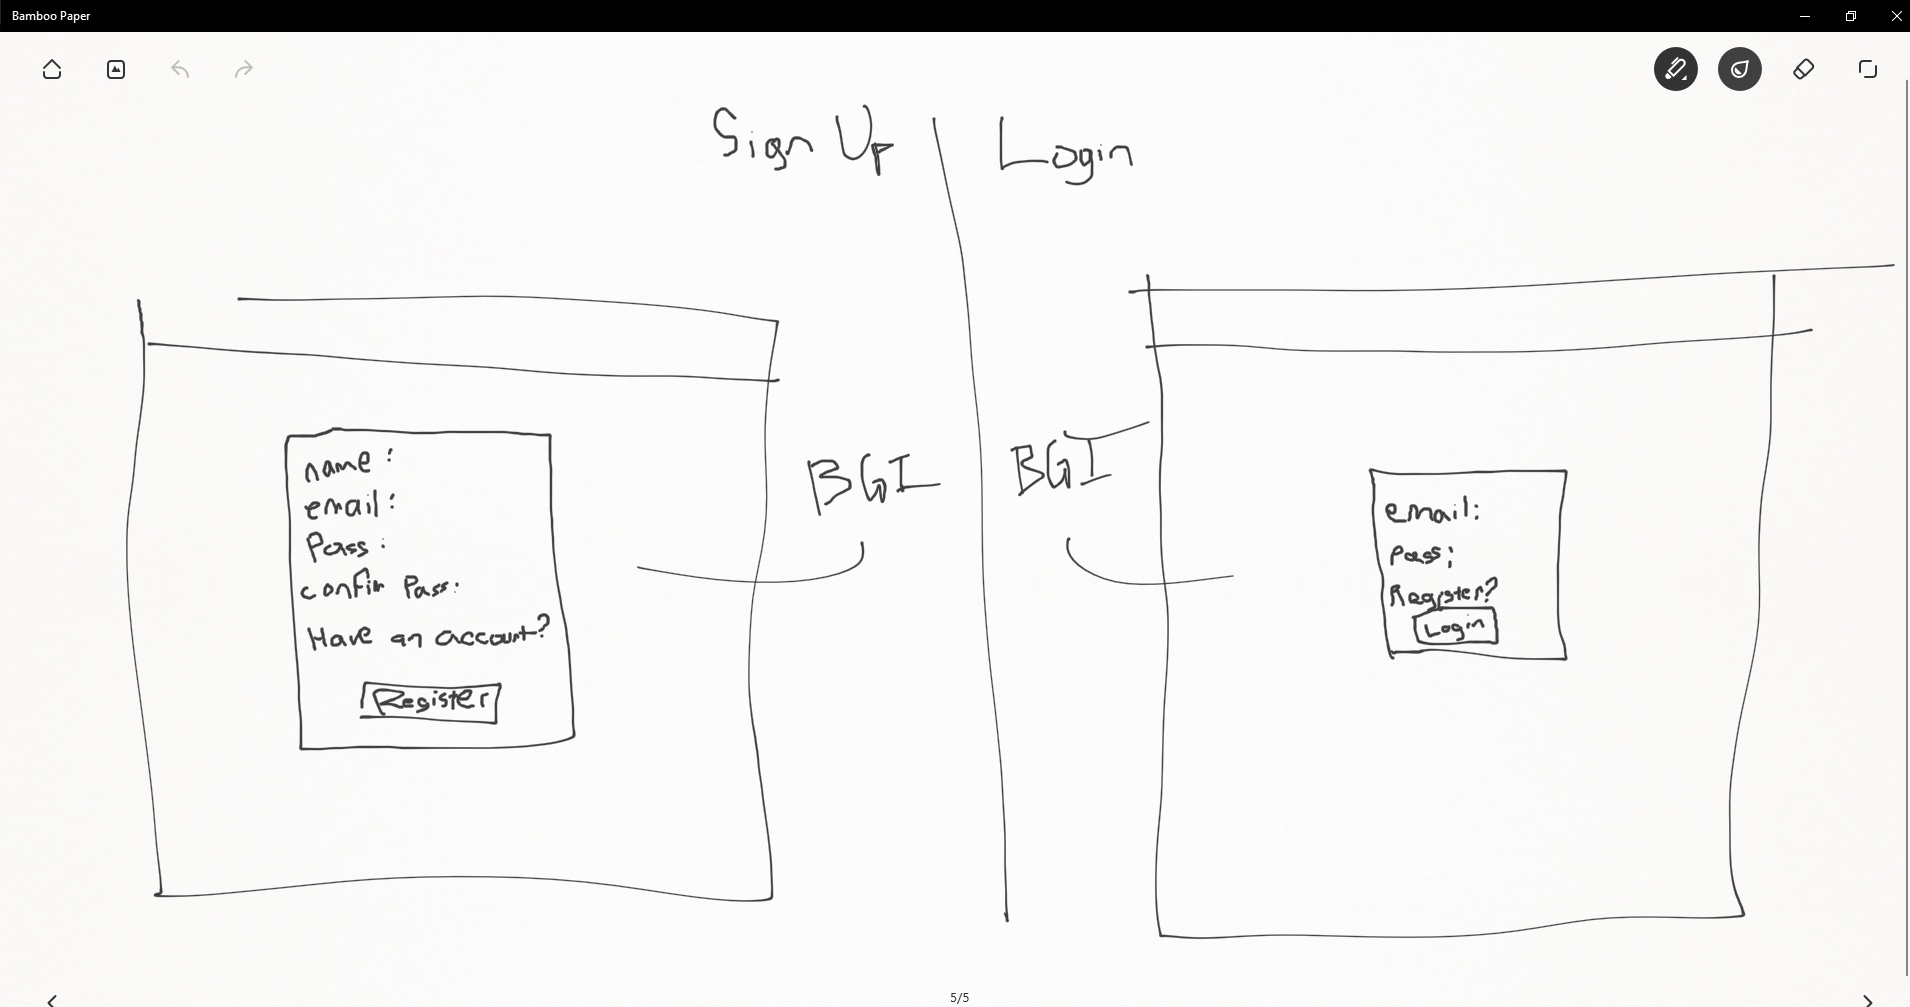 Bamboo Paper
Sign Up
Login
name:
email:
Pass:
confirm Pass:
Have an account?
Register
BGI
BGI
email:
pass:
Register?
Login
5/5